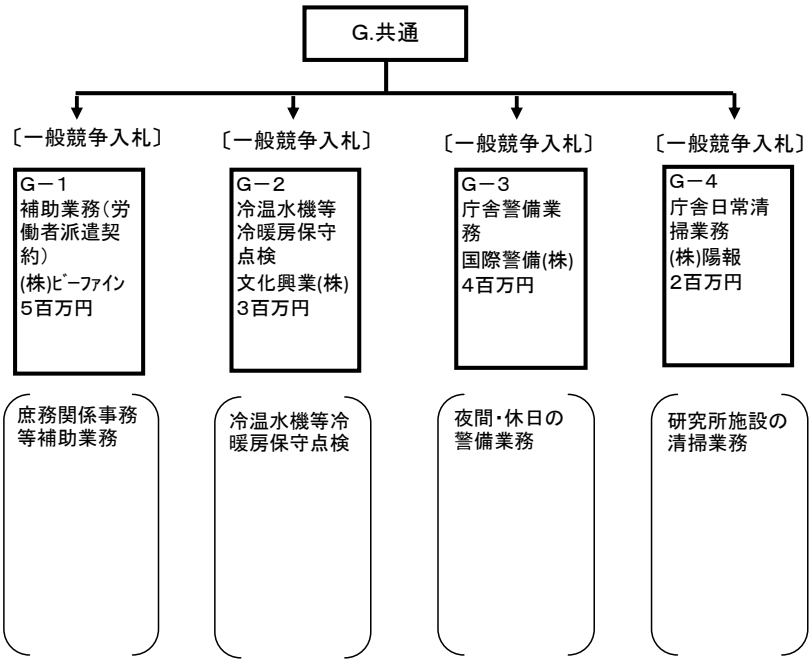 G.共通
〔一般競争入札〕
〔一般競争入札〕
〔一般競争入札〕
〔一般競争入札〕
G－1
補助業務（労
働者派遣契
約）
(株)ﾋﾞｰﾌｧｲﾝ
5百万円
G－2
冷温水機等
冷暖房保守
点検
文化興業(株)
3百万円
G－3
庁舎警備業
務
国際警備(株)
4百万円
G－4
庁舎日常清
掃業務
(株)陽報
2百万円
庶務関係事務
等補助業務
冷温水機等冷
暖房保守点検
夜間・休日の
警備業務
研究所施設の
清掃業務